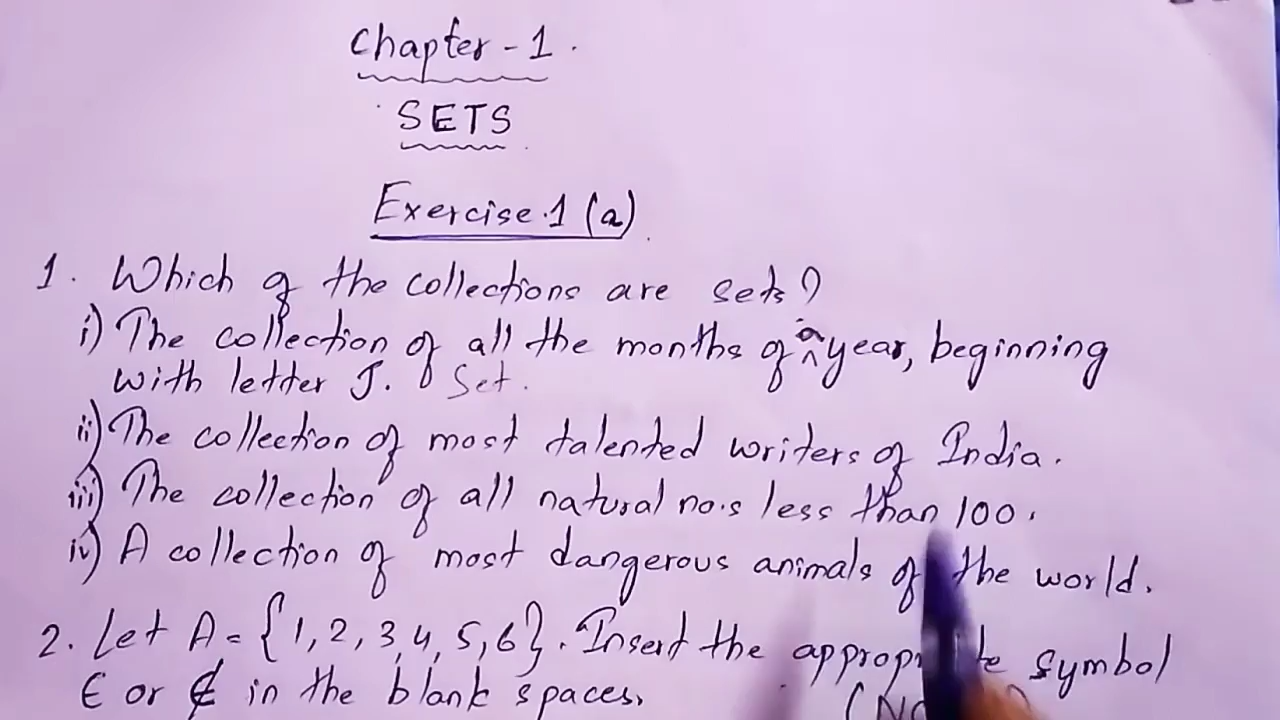 Chapter - 1.
SETS
Exercise.1 (a)
1. Which of the collections are sets?
i) The collection of all the months of a year, beginning
with letter J. Set.
ii) The collection of most talented writers of India.
iii) The collection of all natural no.s less than 100.
iv) A collection of most dangerous animals of the world.
2. Let A = {1, 2, 3, 4, 5, 6}. Insert the symbol
∈ or ∉ in the blank spaces.